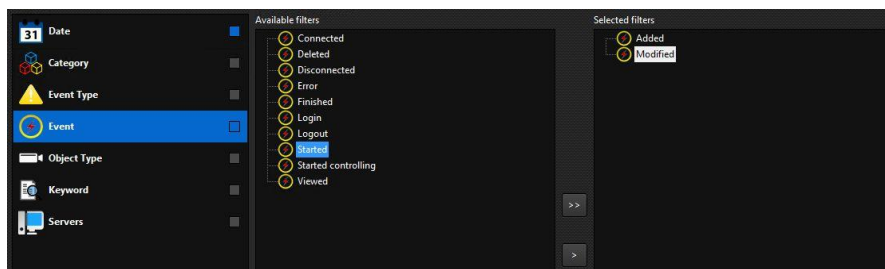 31
Date
Category
Event Type
Event
Object Type
Keyword
Servers
Available filters
Connected
Deleted
Disconnected
Error
Finished
Login
Logout
Started
Started controlling
Viewed
>>
>
Selected filters
Added
Modified